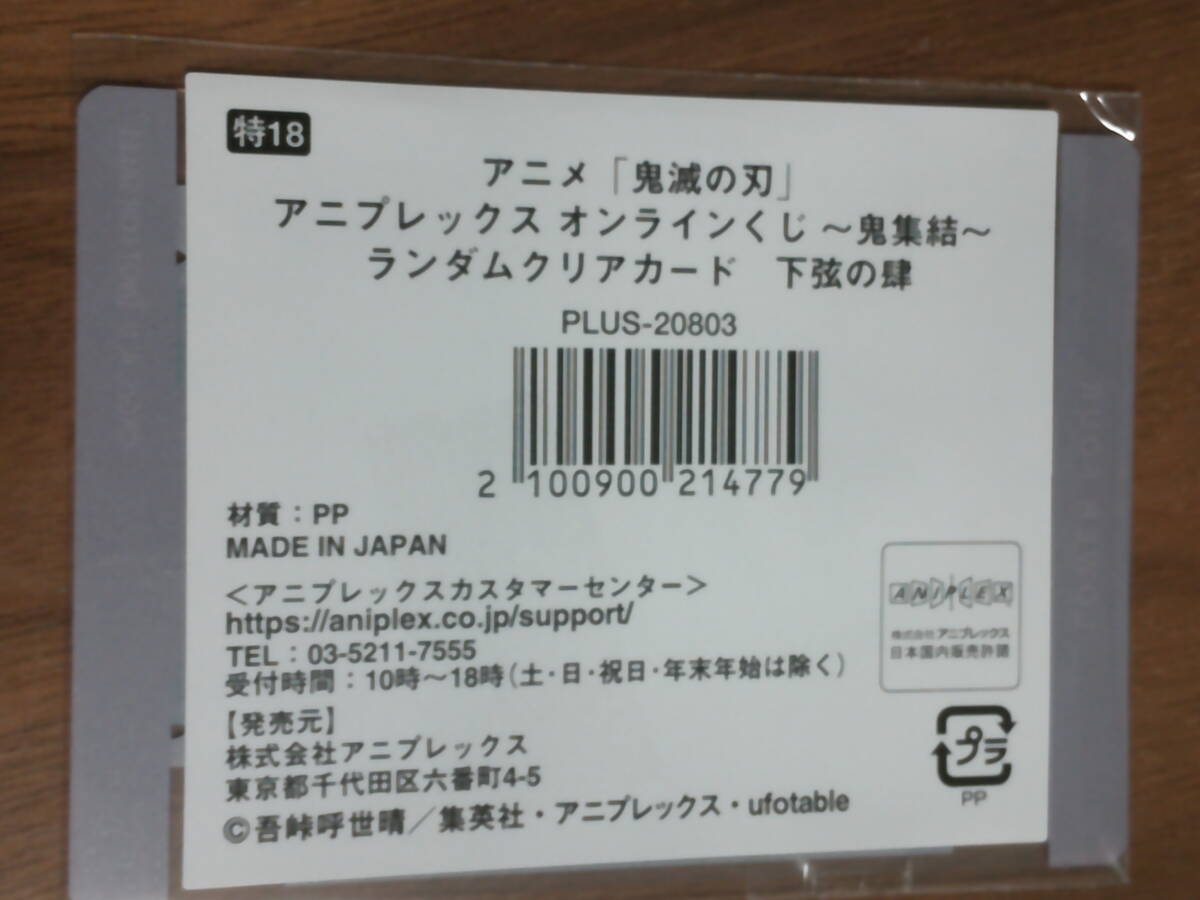 特18
アニメ「鬼滅の刃」
アニプレックス オンラインくじ ～鬼集結～
ランダムクリアカード　下弦の肆
PLUS-20803
2 100900 214779
材質：PP
MADE IN JAPAN
＜アニプレックスカスタマーセンター＞
https://aniplex.co.jp/support/
TEL：03-5211-7555
受付時間：10時～18時（土・日・祝日・年末年始は除く）
【発売元】
株式会社アニプレックス
東京都千代田区六番町4-5
©吾峠呼世晴／集英社・アニプレックス・ufotable
ANIPLEX
株式会社アニプレックス
日本国内販売許諾
プラ
PP